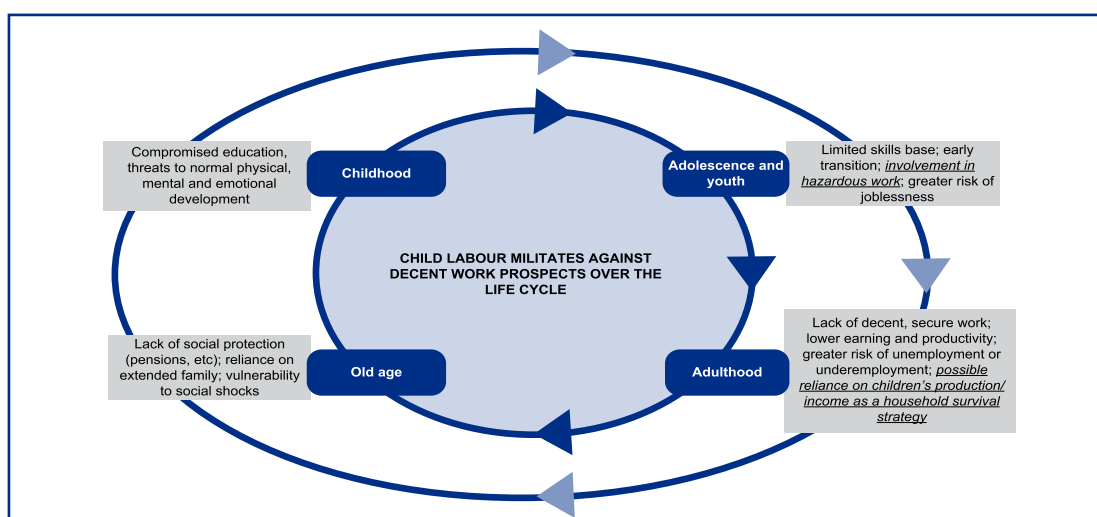 Compromised education,
threats to normal physical,
mental and emotional
development
Childhood
Adolescence and
youth
Limited skills base; early
transition; involvement in
hazardous work; greater risk of
joblessness
CHILD LABOUR MILITATES AGAINST
DECENT WORK PROSPECTS OVER THE
LIFE CYCLE
Lack of social protection
(pensions, etc); reliance on
extended family; vulnerability
to social shocks
Old age
Adulthood
Lack of decent, secure work;
lower earning and productivity;
greater risk of unemployment or
underemployment; possible
reliance on children’s production/
income as a household survival
strategy